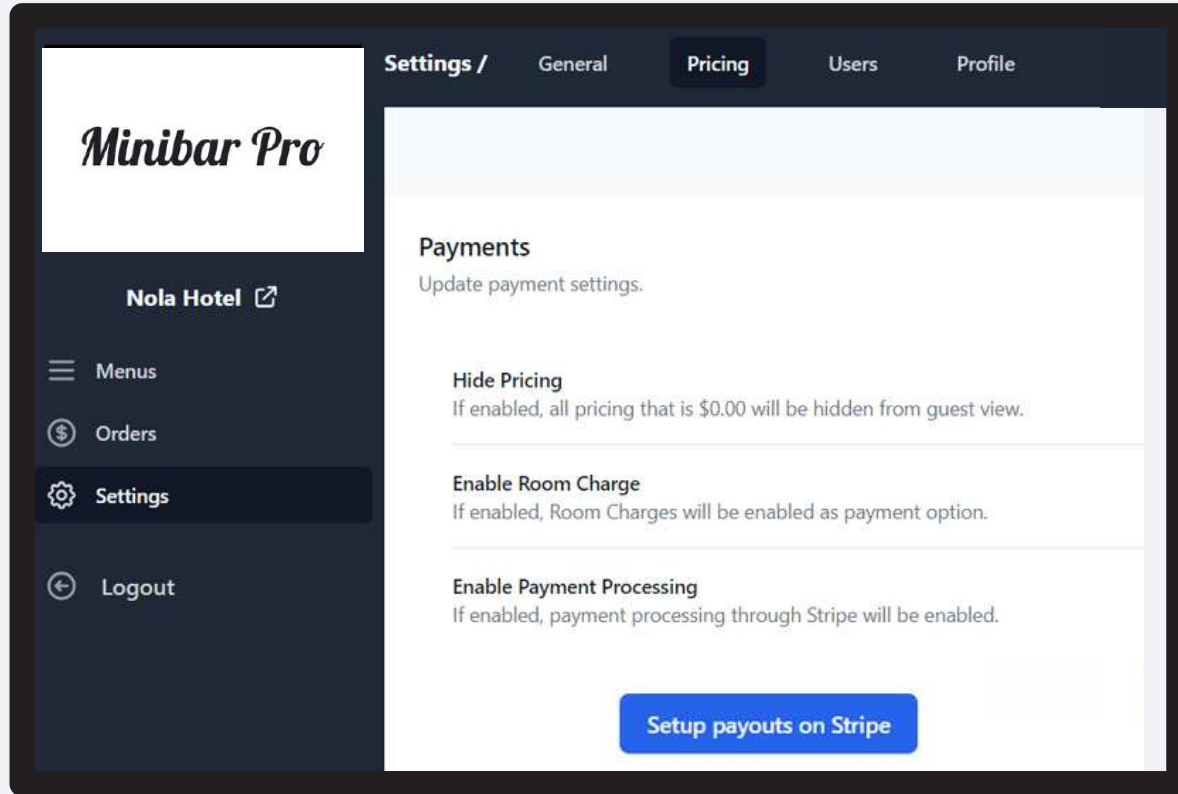 Minibar Pro
Nola Hotel
Menus
Orders
Settings
Logout
Settings / General Pricing Users Profile
Payments
Update payment settings.
Hide Pricing
If enabled, all pricing that is $0.00 will be hidden from guest view.
Enable Room Charge
If enabled, Room Charges will be enabled as payment option.
Enable Payment Processing
If enabled, payment processing through Stripe will be enabled.
Setup payouts on Stripe